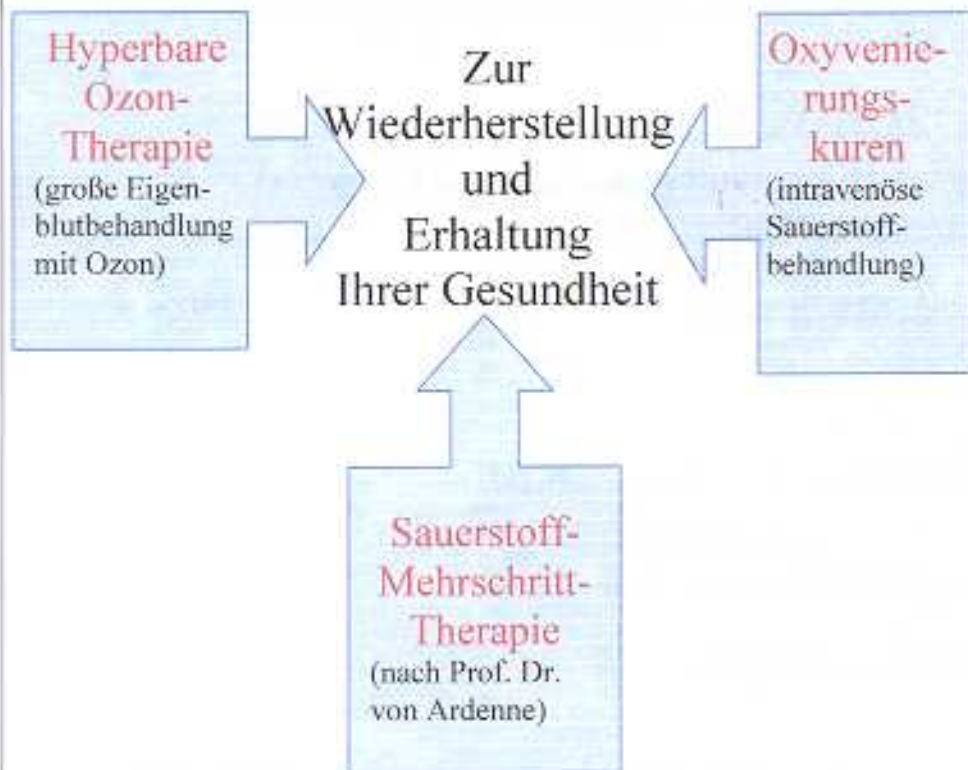 Hyperbare
Ozon-
Therapie
(große Eigen-
blutbehandlung
mit Ozon)
Zur
Wiederherstellung
und
Erhaltung
Ihrer Gesundheit
Oxyvenie-
rungs-
kuren
(intravenöse
Sauerstoff-
behandlung)
Sauerstoff-
Mehrschritt-
Therapie
(nach Prof. Dr.
von Ardenne)